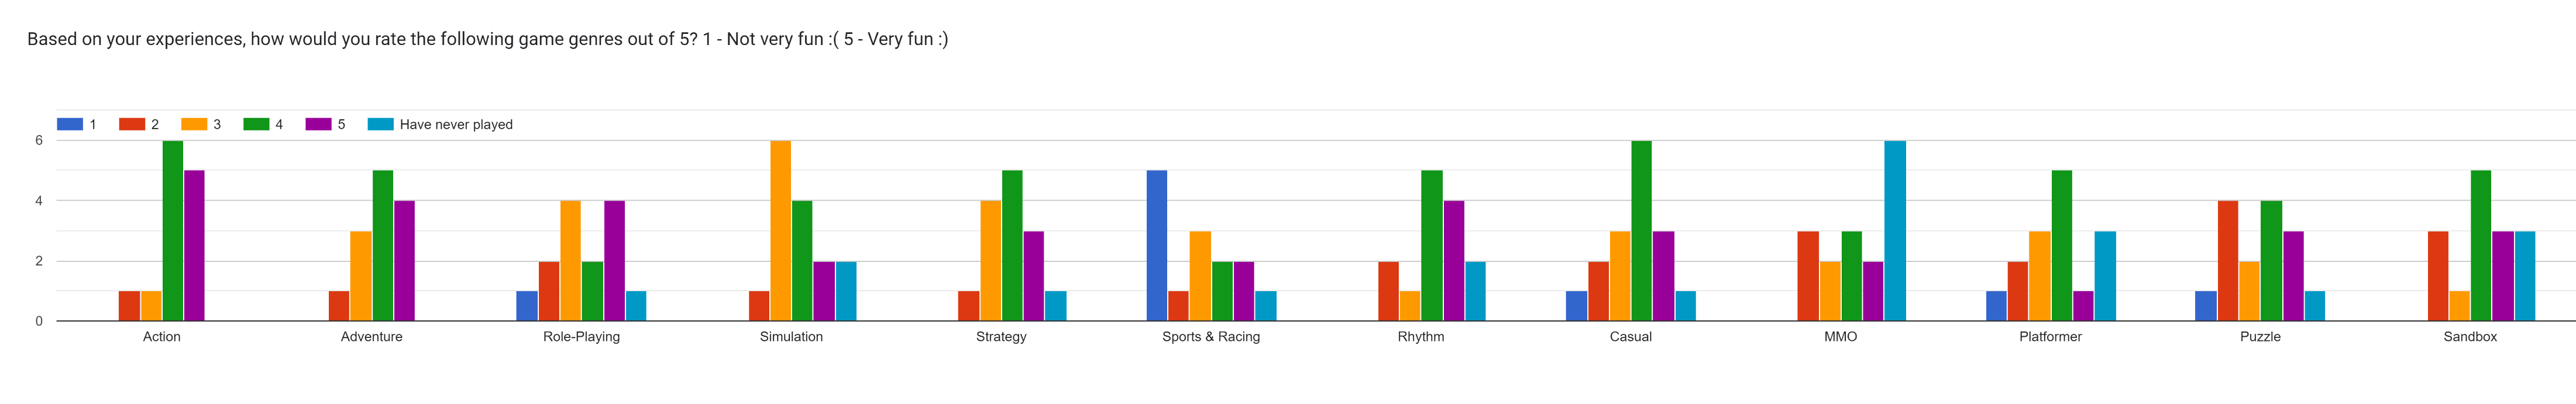 Based on your experiences, how would you rate the following game genres out of 5? 1 - Not very fun :( 5 - Very fun :)
1 2 3 4 5 Have never played
6
4
2
0
Action Adventure Role-Playing Simulation Strategy Sports & Racing Rhythm Casual MMO Platformer Puzzle Sandbox